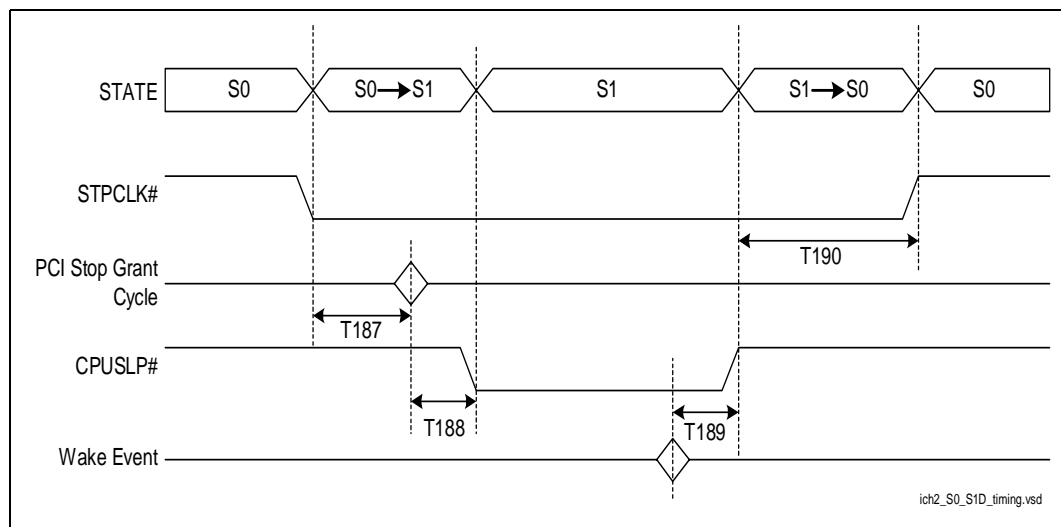 STATE
S0
S0→S1
S1
S1→S0
S0
STPCLK#
T190
PCI Stop Grant
Cycle
T187
CPUSLP#
T188
T189
Wake Event
ich2_S0_S1D_timing.vsd